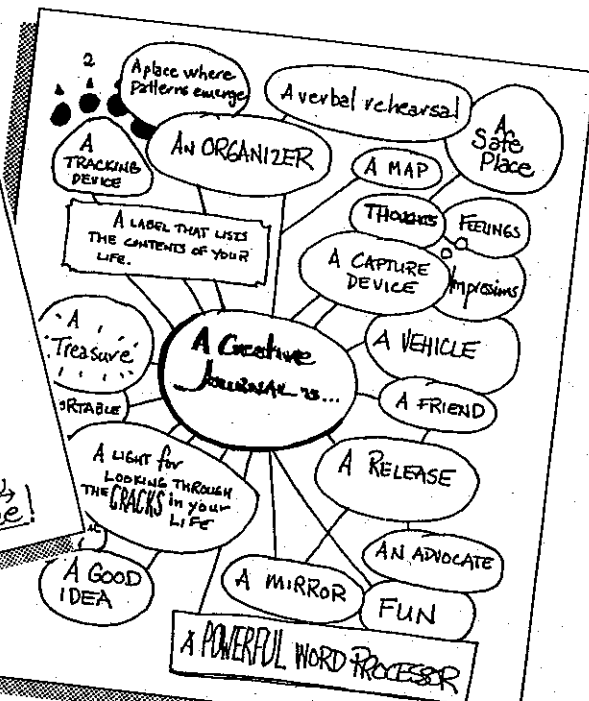 2
A place where
Patterns emerge
A verbal rehearsal
A
Safe
Place
A
TRACKING
DEVICE
AN ORGANIZER
A MAP
THOUGHTS
FEELINGS
Impressions
A LABEL THAT LISTS
THE CONTENTS OF YOUR
LIFE.
A CAPTURE
DEVICE
A
Treasure
A Creative
JOURNAL IS...
A VEHICLE
A FRIEND
A LIGHT for
LOOKING THROUGH
THE CRACKS in your
LIFE
A RELEASE
AN ADVOCATE
A GOOD
IDEA
A MIRROR
FUN
A POWERFUL WORD PROCESSOR